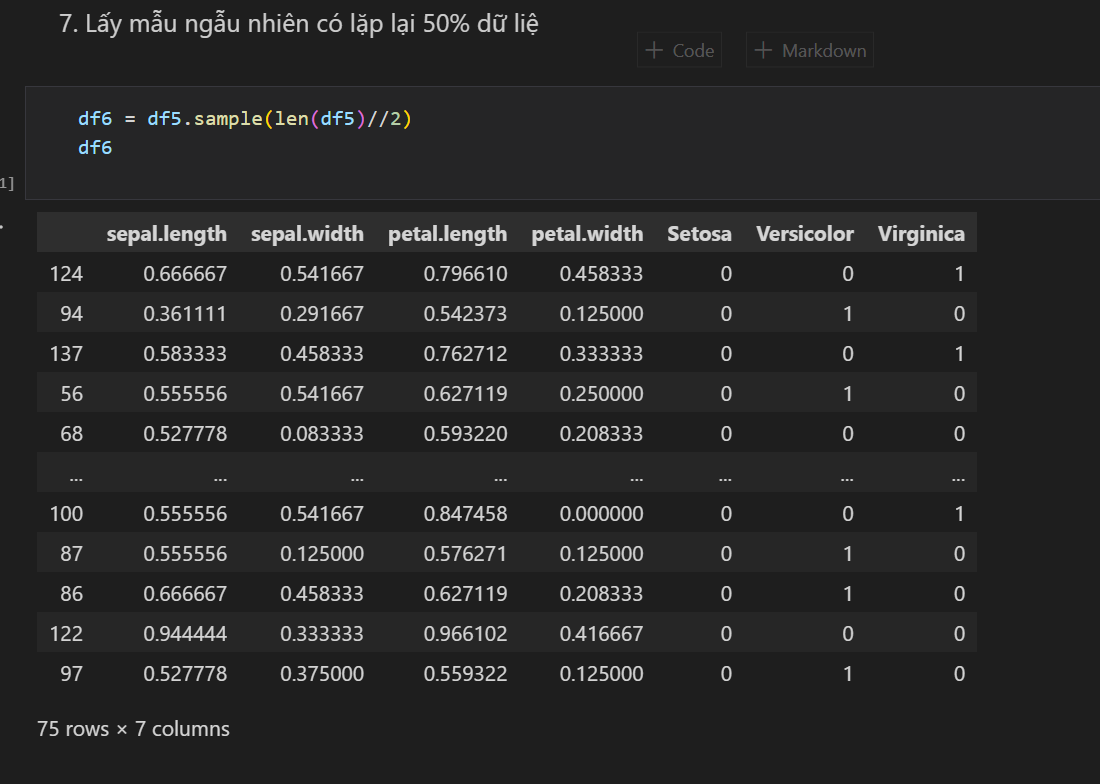 7. Lấy mẫu ngẫu nhiên có lặp lại 50% dữ liệ
+ Code + Markdown
df6 = df5.sample(len(df5)//2)
df6
1]
sepal.length sepal.width petal.length petal.width Setosa Versicolor Virginica
124 0.666667 0.541667 0.796610 0.458333 0 0 1
94 0.361111 0.291667 0.542373 0.125000 0 1 0
137 0.583333 0.458333 0.762712 0.333333 0 0 1
56 0.555556 0.541667 0.627119 0.250000 0 1 0
68 0.527778 0.083333 0.593220 0.208333 0 0 0
... ... ... ... ... ... ... ...
100 0.555556 0.541667 0.847458 0.000000 0 0 1
87 0.555556 0.125000 0.576271 0.125000 0 1 0
86 0.666667 0.458333 0.627119 0.208333 0 1 0
122 0.944444 0.333333 0.966102 0.416667 0 0 0
97 0.527778 0.375000 0.559322 0.125000 0 1 0
75 rows × 7 columns